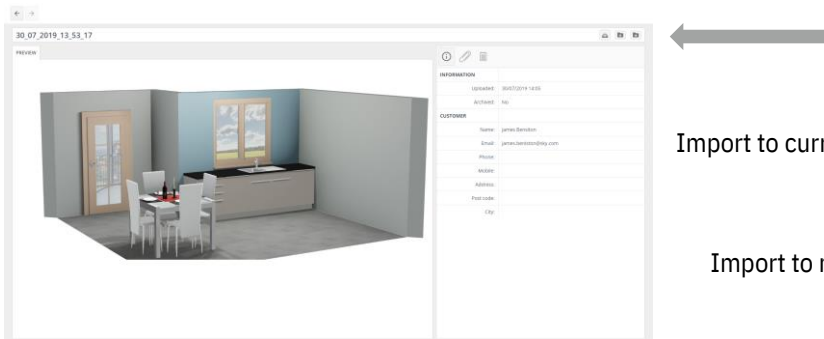 30_07_2019_13_53_17
PREVIEW
INFORMATION
Uploaded: 30/07/2019 14:05
Archived: No
CUSTOMER
Name: James Beniston
Email:
Phone:
Mobile:
Address:
Post code:
City:
Import to curr
Import to r